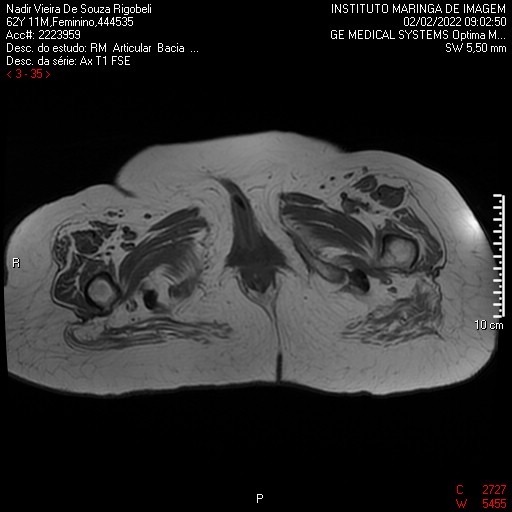 Nadir Vieira De Souza Rigobeli
62Y 11M,Feminino,444535
Acc#: 2223959
Desc. do estudo: RM Articular Bacia ...
Desc. da série: Ax T1 FSE
< 3 - 35 >
INSTITUTO MARINGA DE IMAGEM
02/02/2022 09:02:50
GE MEDICAL SYSTEMS Optima M...
SW 5,50 mm
R
10 cm
P
C 2727
W 5455